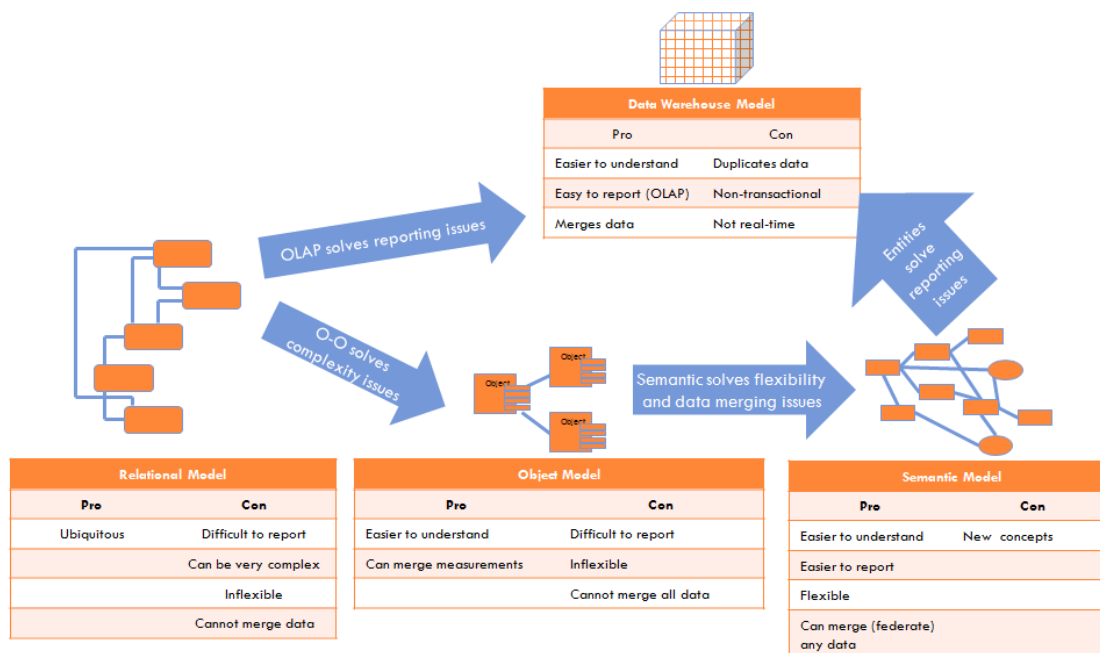 Data Warehouse Model
Pro Con
Easier to understand Duplicates data
Easy to report (OLAP) Non-transactional
Merges data Not real-time
OLAP solves reporting issues
Entities
solve
reporting
issues
O-O solves
complexity issues
Object
Object
Object
Semantic solves flexibility
and data merging issues
Relational Model
Pro Con
Ubiquitous Difficult to report
Can be very complex
Inflexible
Cannot merge data
Object Model
Pro Con
Easier to understand Difficult to report
Can merge measurements Inflexible
Cannot merge all data
Semantic Model
Pro Con
Easier to understand New concepts
Easier to report
Flexible
Can merge (federate)
any data